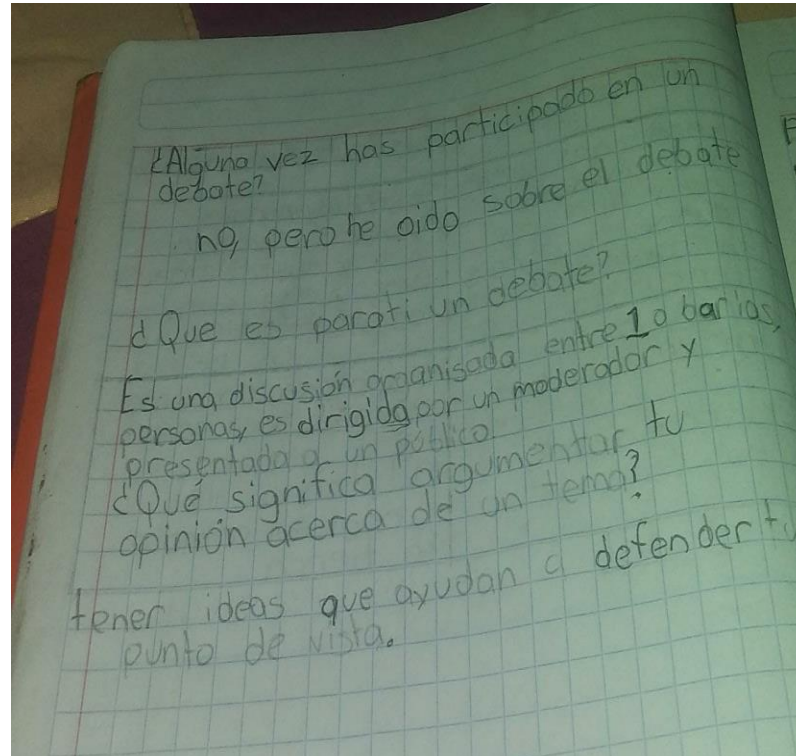 ¿Alguna vez has participado en un
debate?
no, pero he oido sobre el debate
¿Que es para ti un debate?
Es una discusión organisada entre 1 o barias,
personas, es dirigida por un moderador y
presentada a un público
¿Qué significa argumentar tu
opinión acerca de un tema?
tener ideas que ayudan a defender tu
punto de vista.